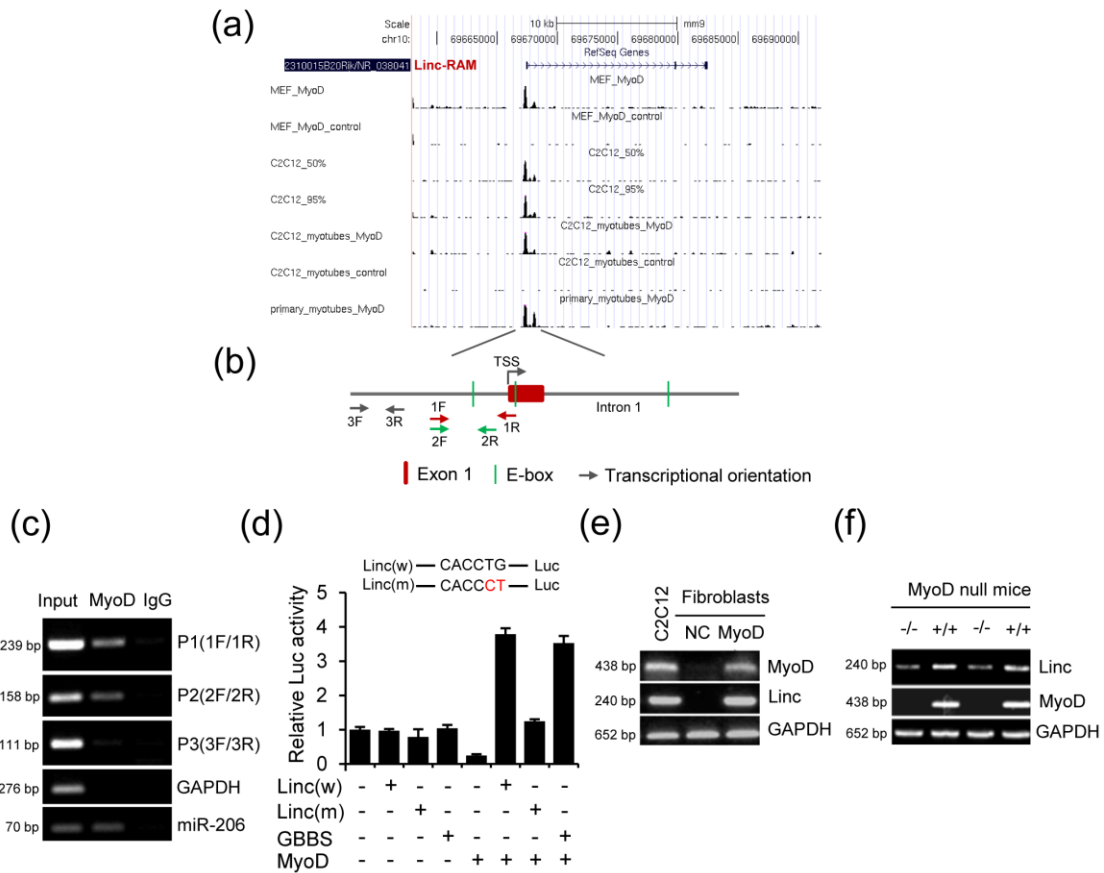 (a)
Scale 10 kb mm9
chr10: 69665000 69670000 69675000 69680000 69685000 69690000
RefSeq Genes
2310015B20Rik/NR_038041 Linc-RAM
MEF_MyoD MEF_MyoD
MEF_MyoD_control MEF_MyoD_control
C2C12_50% C2C12_50%
C2C12_95% C2C12_95%
C2C12_myotubes_MyoD C2C12_myotubes_MyoD
C2C12_myotubes_control C2C12_myotubes_control
primary_myotubes_MyoD primary_myotubes_MyoD
(b)
TSS
Intron 1
3F 3R 1F 1R
2F 2R
Exon 1 E-box Transcriptional orientation
(c)
Input MyoD IgG
239 bp P1(1F/1R)
158 bp P2(2F/2R)
111 bp P3(3F/3R)
276 bp GAPDH
70 bp miR-206
(d)
Linc(w) CACCTG Luc
Linc(m) CACCCT Luc
Relative Luc activity
5
4
3
2
1
0
Linc(w) - + - - - + - -
Linc(m) - - + - - - + -
GBBS - - - + - - - +
MyoD - - - - + + + +
(e)
C2C12 Fibroblasts
NC MyoD
438 bp MyoD
240 bp Linc
652 bp GAPDH
(f)
MyoD null mice
-/- +/+ -/- +/+
240 bp Linc
438 bp MyoD
652 bp GAPDH